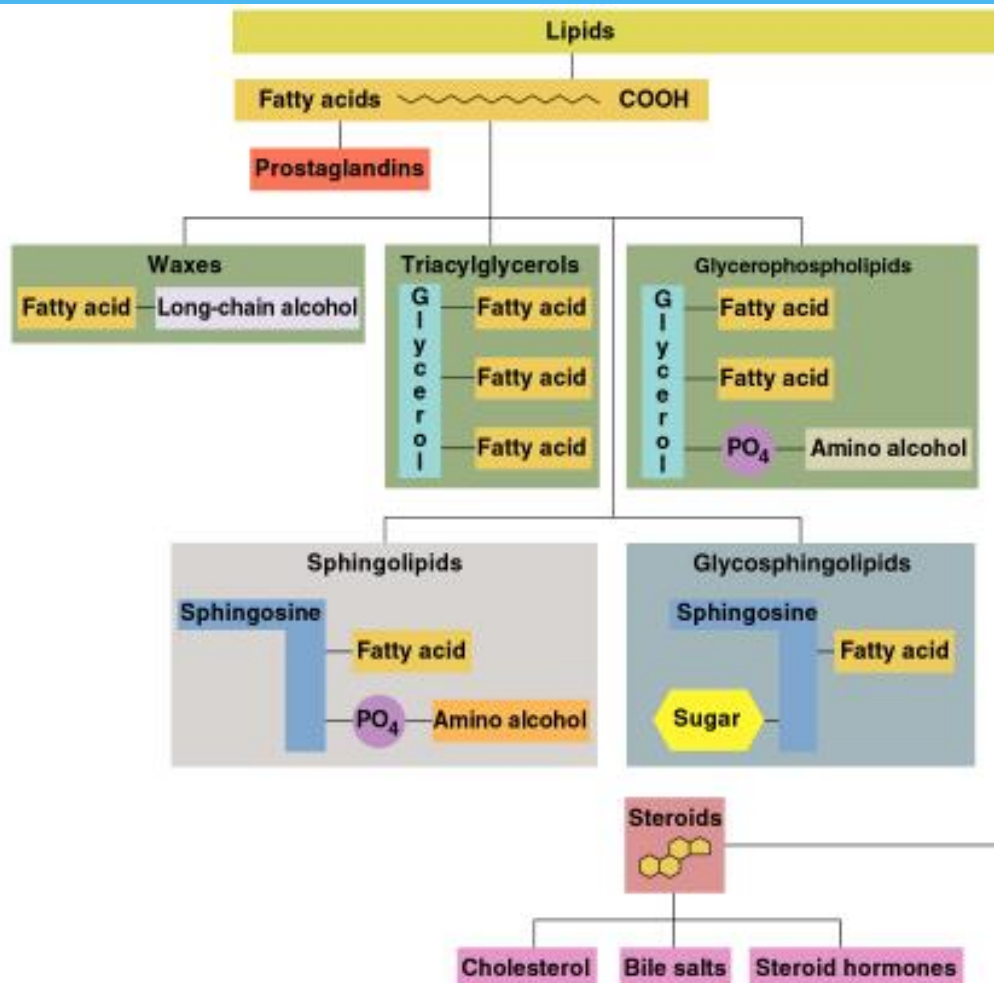 Lipids
Fatty acids COOH
Prostaglandins
Waxes
Fatty acid Long-chain alcohol
Triacylglycerols
Glycerol
Fatty acid
Fatty acid
Fatty acid
Glycerophospholipids
Glycerol
Fatty acid
Fatty acid
PO4 Amino alcohol
Sphingolipids
Sphingosine
Fatty acid
PO4 Amino alcohol
Glycosphingolipids
Sphingosine
Fatty acid
Sugar
Steroids
Cholesterol
Bile salts
Steroid hormones